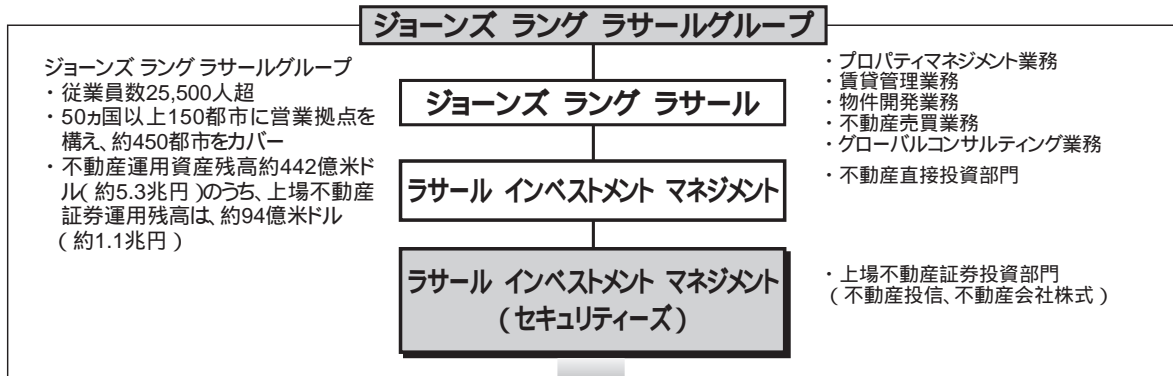 ジョーンズ ラング ラサールグループ
ジョーンズ ラング ラサールグループ
・従業員数25,500人超
・50ヵ国以上150都市に営業拠点を
構え、約450都市をカバー
・不動産運用資産残高約442億米ド
ル(約5.3兆円)のうち、上場不動産
証券運用残高は、約94億米ドル
(約1.1兆円)
ジョーンズ ラング ラサール
・プロパティマネジメント業務
・賃貸管理業務
・物件開発業務
・不動産売買業務
・グローバルコンサルティング業務
ラサール インベストメント マネジメント
・不動産直接投資部門
ラサール インベストメント マネジメント
(セキュリティーズ)
・上場不動産証券投資部門
(不動産投信、不動産会社株式)